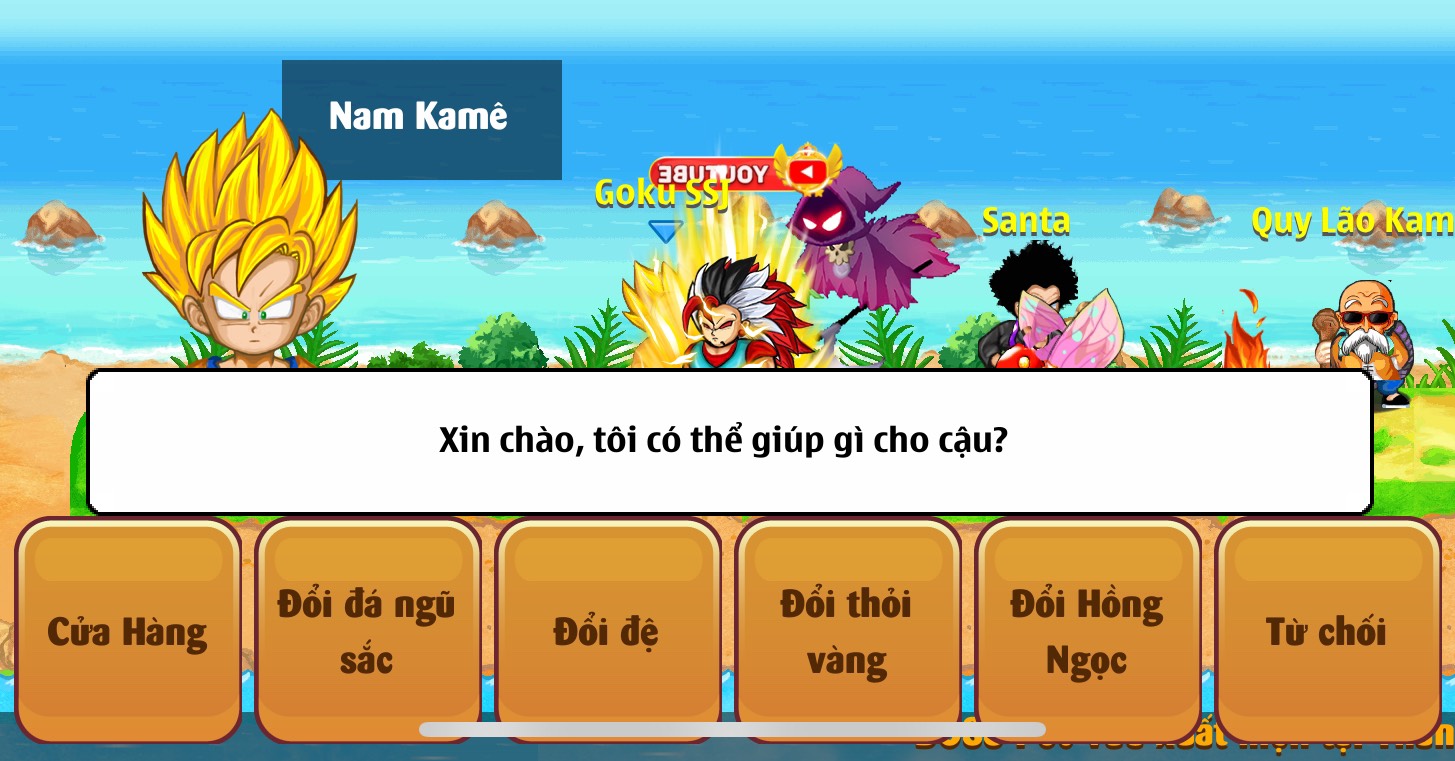 Nam Kamê
YOUTUBE
Goku SSJ
Santa
Quy Lão Kam
Xin chào, tôi có thể giúp gì cho cậu?
Cửa Hàng
Đổi đá ngũ
sắc
Đổi đệ
Đổi thỏi
vàng
Đổi Hồng
Ngọc
Từ chối